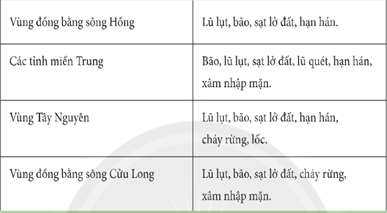 Vùng đồng bằng sông Hồng
Lũ lụt, bão, sạt lở đất, hạn hán.
Các tỉnh miền Trung
Bão, lũ lụt, sạt lở đất, lũ quét, hạn hán,
xâm nhập mặn.
Vùng Tây Nguyên
Lũ lụt, bão, sạt lở đất, hạn hán,
cháy rừng, lốc.
Vùng đồng bằng sông Cửu Long
Lũ lụt, bão, sạt lở đất, cháy rừng,
xâm nhập mặn.